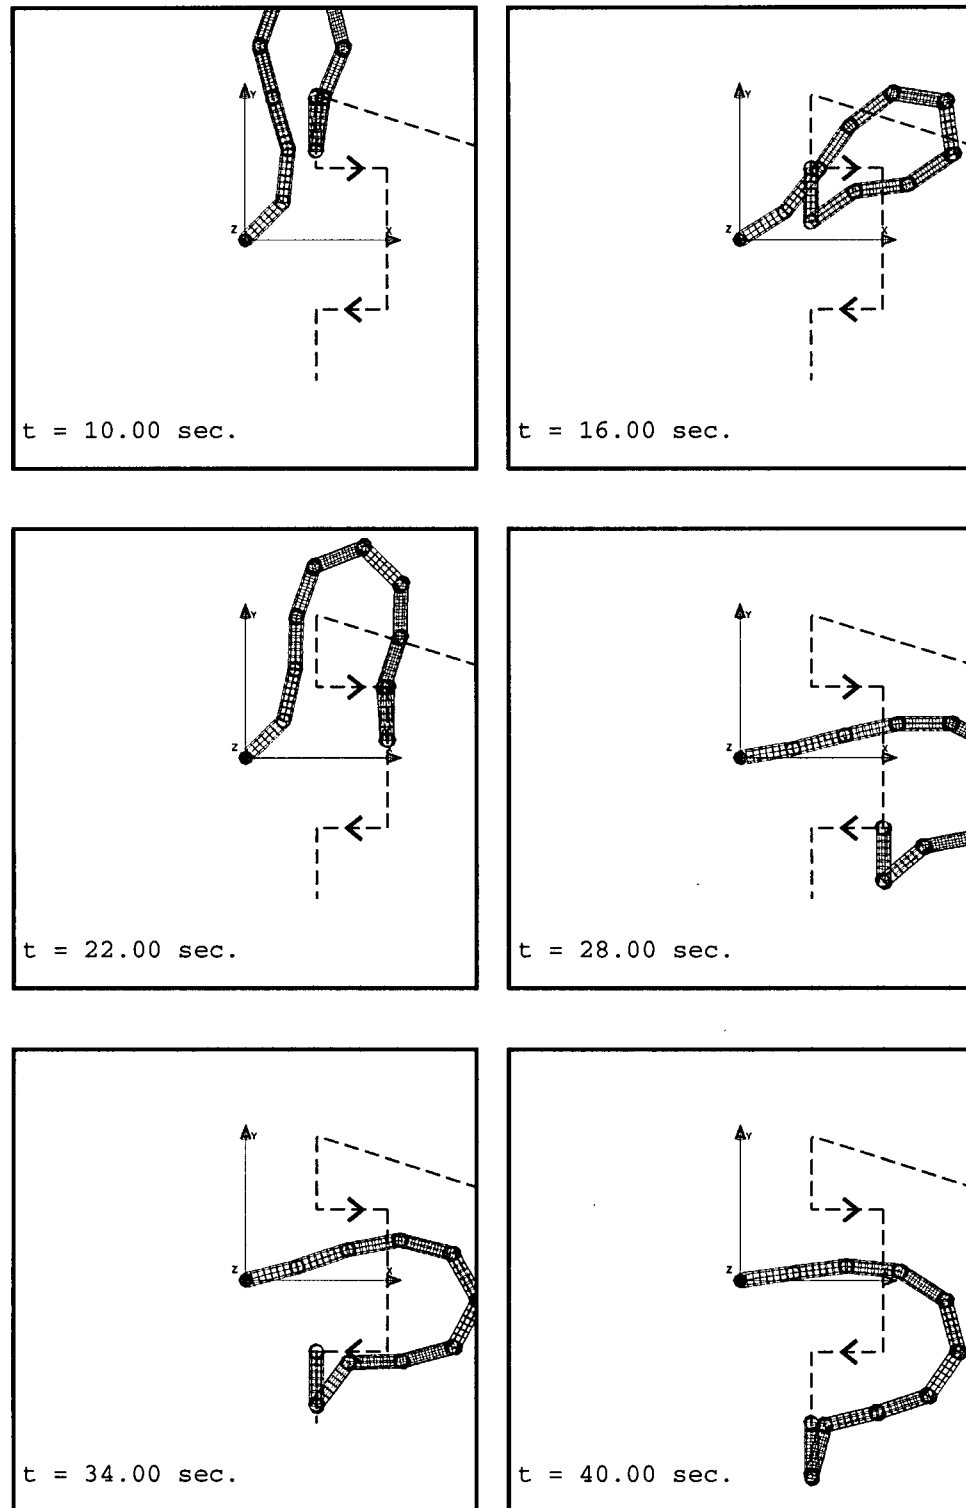 Y
Z X
t = 10.00 sec.
Y
Z X
t = 16.00 sec.
Y
Z X
t = 22.00 sec.
Y
Z X
t = 28.00 sec.
Y
Z X
t = 34.00 sec.
Y
Z
t = 40.00 sec.